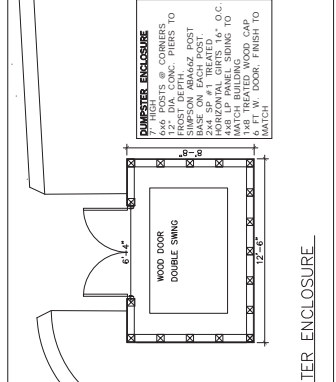 DUMPSTER ENCLOSURE
7' HIGH
6x6 POSTS @ CORNERS
12" DIA. CONC. PIERS TO
FROST DEPTH.
SIMPSON ABA66Z POST
BASE ON EACH POST.
2x4 SP #1 TREATED
HORIZONTAL GIRTS 16" O.C.
4x8 LP PANEL SIDING TO
MATCH BUILDING
1x8 TREATED WOOD CAP
6 FT W. DOOR, FINISH TO
MATCH
6'-4"
8'-8"
WOOD DOOR
DOUBLE SWING
12'-6"
TER ENCLOSURE